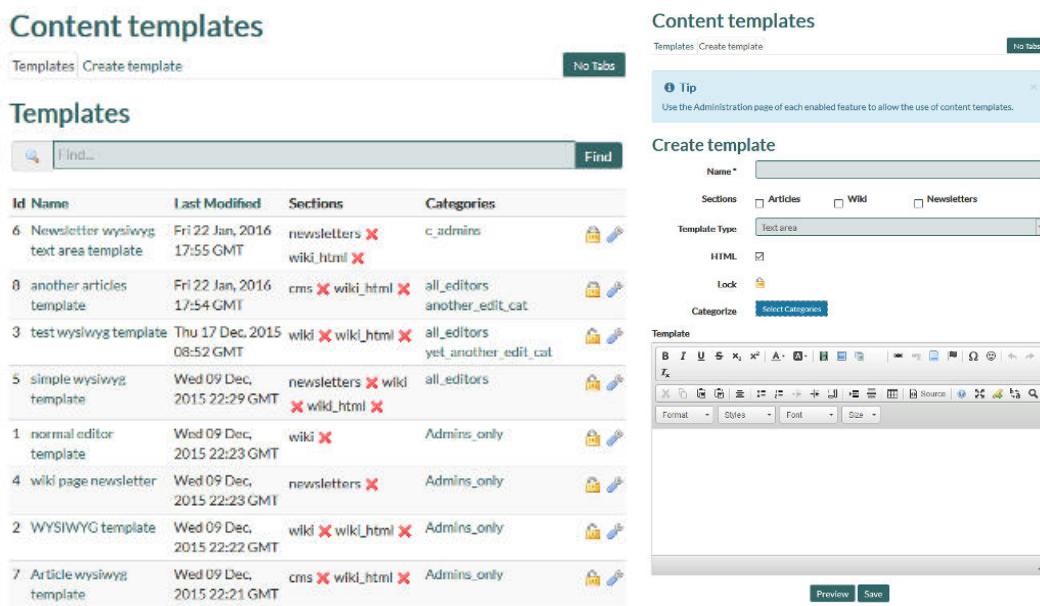 Content templates
Templates Create template
No Tabs
Templates
Find...
Find
Id Name Last Modified Sections Categories
6 Newsletter wysiwyg Fri 22 Jan, 2016 newsletters c_admins
text area template 17:55 GMT wiki_html
8 another articles Fri 22 Jan, 2016 cms wiki_html all_editors
template 17:54 GMT another_edit_cat
3 test wysiwyg template Thu 17 Dec, 2015 wiki wiki_html all_editors
08:52 GMT yet_another_edit_cat
5 simple wysiwyg Wed 09 Dec, newsletters wiki all_editors
template 2015 22:29 GMT wiki_html
1 normal editor Wed 09 Dec, wiki Admins_only
template 2015 22:23 GMT
4 wiki page newsletter Wed 09 Dec, newsletters Admins_only
2015 22:23 GMT
2 WYSIWYG template Wed 09 Dec, wiki wiki_html Admins_only
2015 22:22 GMT
7 Article wysiwyg Wed 09 Dec, cms wiki_html Admins_only
template 2015 22:21 GMT
Content templates
Templates Create template
No Tabs
Tip
Use the Administration page of each enabled feature to allow the use of content templates.
Create template
Name *
Sections Articles Wiki Newsletters
Template Type Text area
HTML
Lock
Categorize Select Categories
Template
B I U S x₂ x² A A Ω
Tx
Source
Format Styles Font Size
Preview Save